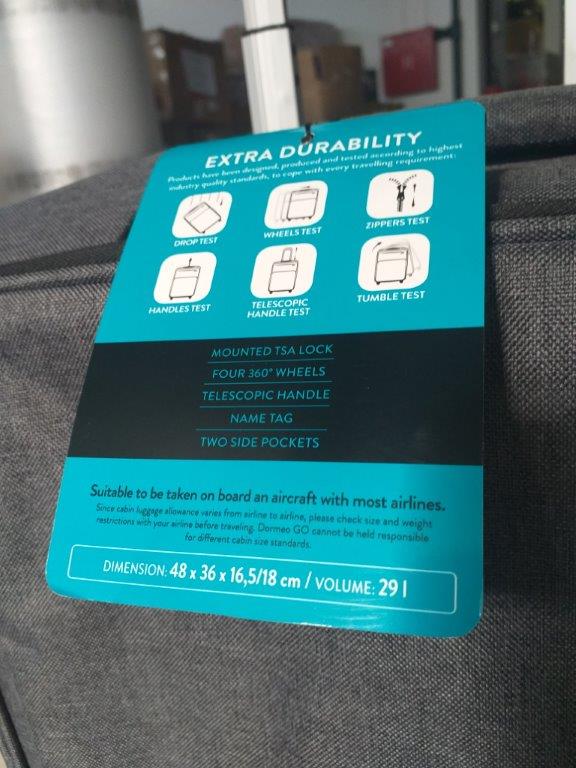 EXTRA DURABILITY
Products have been designed, produced and tested according to highest
industry quality standards, to cope with every travelling requirement:
DROP TEST
WHEELS TEST
ZIPPERS TEST
HANDLES TEST
TELESCOPIC
HANDLE TEST
TUMBLE TEST
MOUNTED TSA LOCK
FOUR 360° WHEELS
TELESCOPIC HANDLE
NAME TAG
TWO SIDE POCKETS
Suitable to be taken on board an aircraft with most airlines.
Since cabin luggage allowance varies from airline to airline, please check size and weight
restrictions with your airline before traveling. Dormeo GO cannot be held responsible
for different cabin size standards.
DIMENSION: 48 x 36 x 16,5/18 cm / VOLUME: 29 l